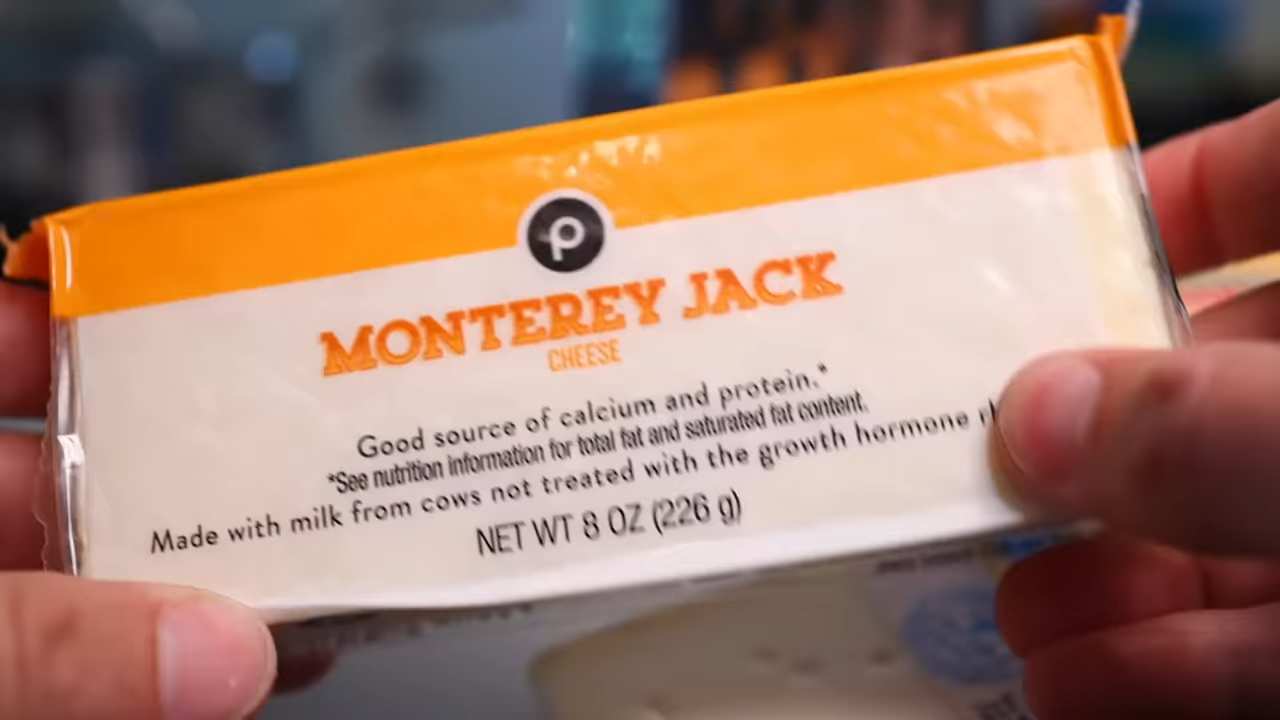 p
MONTEREY JACK
CHEESE
Good source of calcium and protein.*
*See nutrition information for total fat and saturated fat content.
Made with milk from cows not treated with the growth hormone
NET WT 8 OZ (226 g)